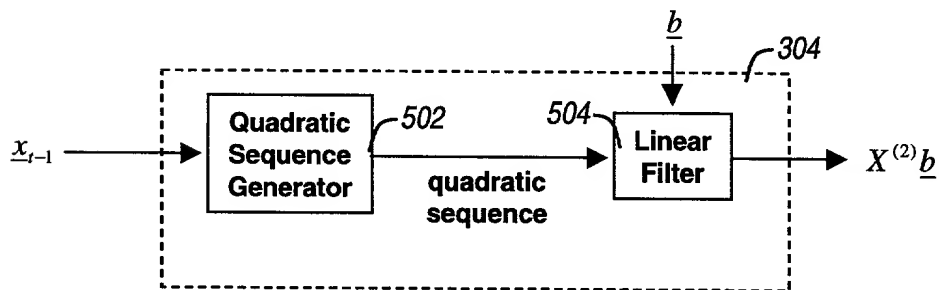 b
304
Quadratic
Sequence
Generator
502
504
Linear
Filter
x_{t-1}
quadratic
sequence
X^{(2)}b